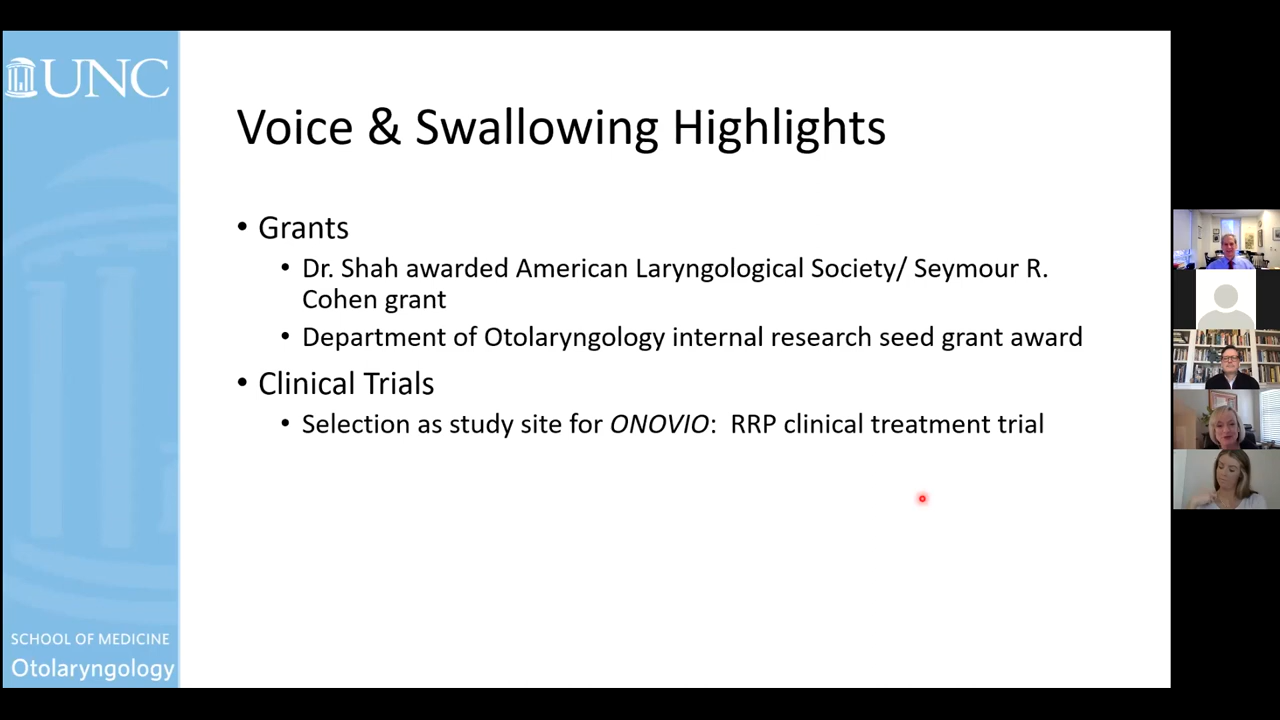 UNC
Voice & Swallowing Highlights
• Grants
• Dr. Shah awarded American Laryngological Society/ Seymour R.
Cohen grant
• Department of Otolaryngology internal research seed grant award
• Clinical Trials
• Selection as study site for ONOVIO:  RRP clinical treatment trial
SCHOOL OF MEDICINE
Otolaryngology